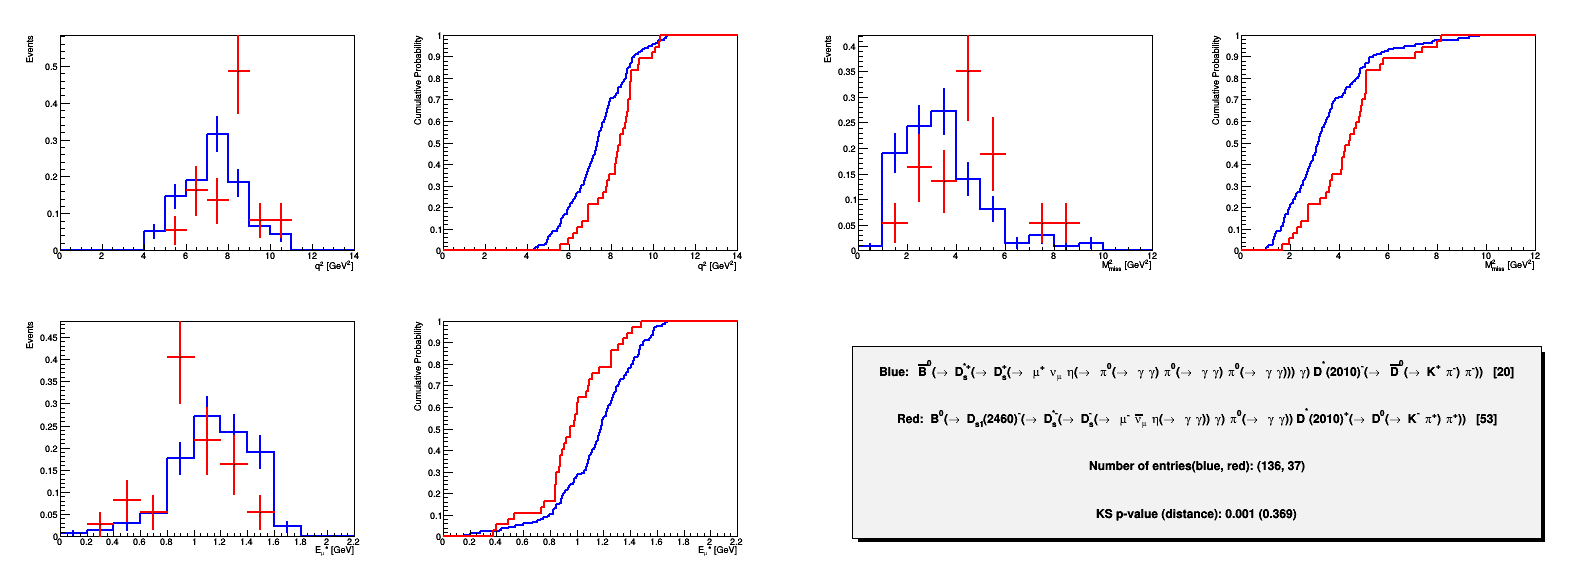 Events
0.5
0.4
0.3
0.2
0.1
0
0 2 4 6 8 10 12 14
q² [GeV²]
Cumulative Probability
1
0.9
0.8
0.7
0.6
0.5
0.4
0.3
0.2
0.1
0
0 2 4 6 8 10 12 14
q² [GeV²]
Events
0.4
0.35
0.3
0.25
0.2
0.15
0.1
0.05
0
0 2 4 6 8 10 12
M²miss [GeV²]
Cumulative Probability
1
0.9
0.8
0.7
0.6
0.5
0.4
0.3
0.2
0.1
0
0 2 4 6 8 10 12
M²miss [GeV²]
Events
0.45
0.4
0.35
0.3
0.25
0.2
0.15
0.1
0.05
0
0 0.2 0.4 0.6 0.8 1 1.2 1.4 1.6 1.8 2 2.2
Eμ* [GeV]
Cumulative Probability
1
0.9
0.8
0.7
0.6
0.5
0.4
0.3
0.2
0.1
0
0 0.2 0.4 0.6 0.8 1 1.2 1.4 1.6 1.8 2 2.2
Eμ* [GeV]
Blue: B̅⁰(→ Ds*⁺(→ Ds⁺(→ μ⁺ νμ η(→ π⁰(→ γ γ) π⁰(→ γ γ) π⁰(→ γ γ))) γ) D*(2010)⁻(→ D̅⁰(→ K⁺ π⁻) π⁻)) [20]
Red: B⁰(→ Ds1(2460)⁻(→ Ds*⁻(→ Ds⁻(→ μ⁻ ν̅μ η(→ γ γ)) γ) π⁰(→ γ γ)) D*(2010)⁺(→ D⁰(→ K⁻ π⁺) π⁺)) [53]
Number of entries(blue, red): (136, 37)
KS p-value (distance): 0.001 (0.369)